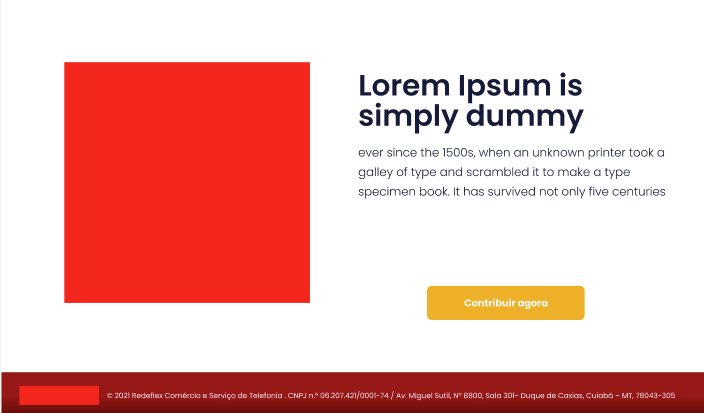 Lorem Ipsum is
simply dummy
ever since the 1500s, when an unknown printer took a
galley of type and scrambled it to make a type
specimen book. It has survived not only five centuries
Contribuir agora
© 2021 Redeflex Comércio e Serviço de Telefonia . CNPJ n.º 06.207.421/0001-74 / Av. Miguel Sutil, Nº 8800, Sala 301- Duque de Caxias, Cuiabá – MT, 78043-305